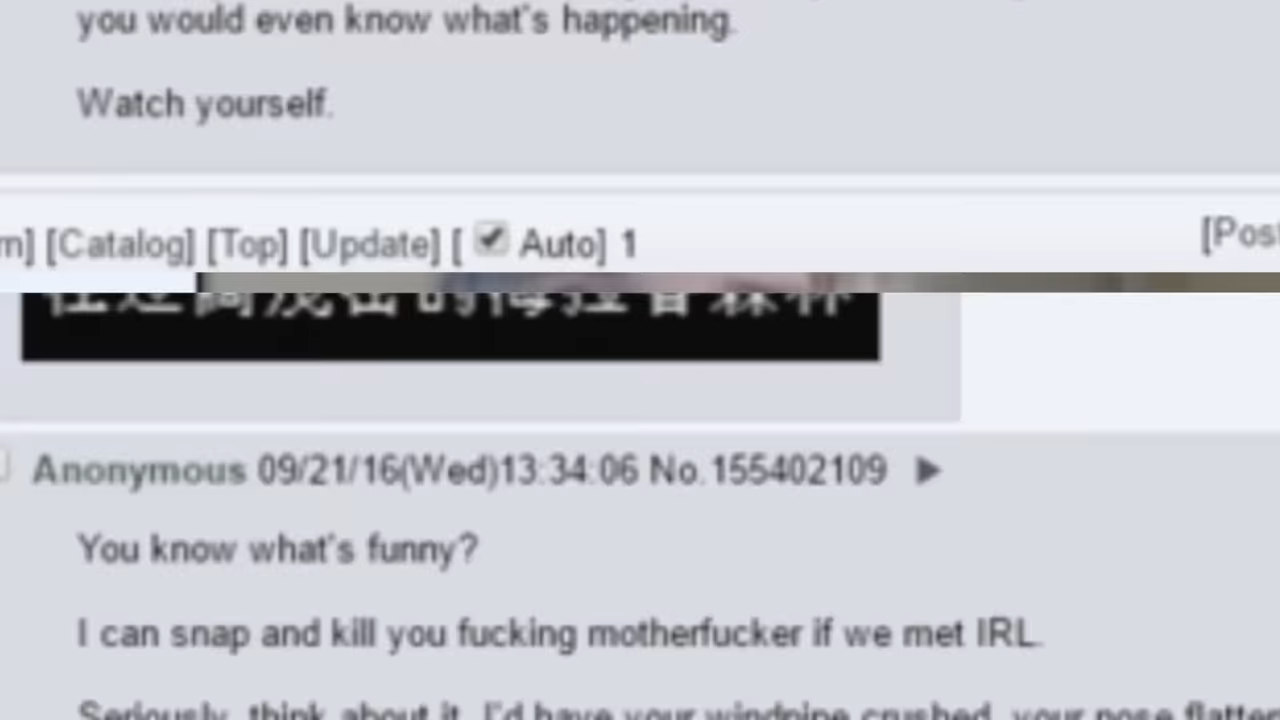 you would even know what's happening.
Watch yourself.
[Catalog] [Top] [Update] [ Auto] 1
Anonymous 09/21/16(Wed)13:34:06 No.155402109
You know what's funny?
I can snap and kill you fucking motherfucker if we met IRL.
Seriously, think about it. I'd have your windpipe crushed, your nose